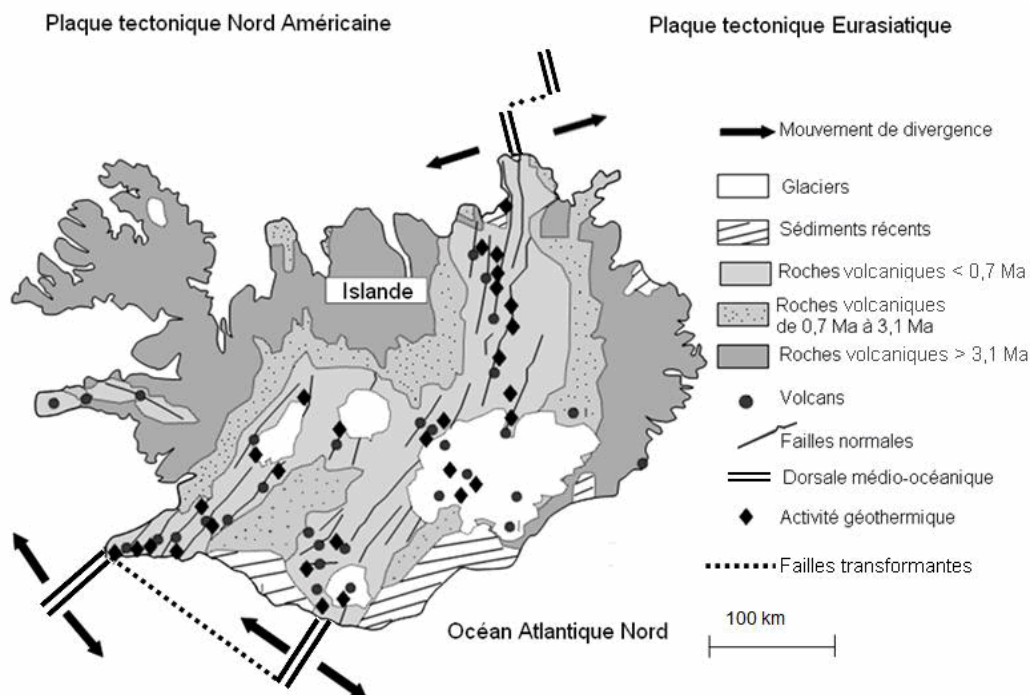 Plaque tectonique Nord Américaine
Plaque tectonique Eurasiatique
Mouvement de divergence
Glaciers
Sédiments récents
Roches volcaniques < 0,7 Ma
Roches volcaniques
de 0,7 Ma à 3,1 Ma
Roches volcaniques > 3,1 Ma
Volcans
Failles normales
Dorsale médio-océanique
Activité géothermique
Failles transformantes
Islande
Océan Atlantique Nord
100 km